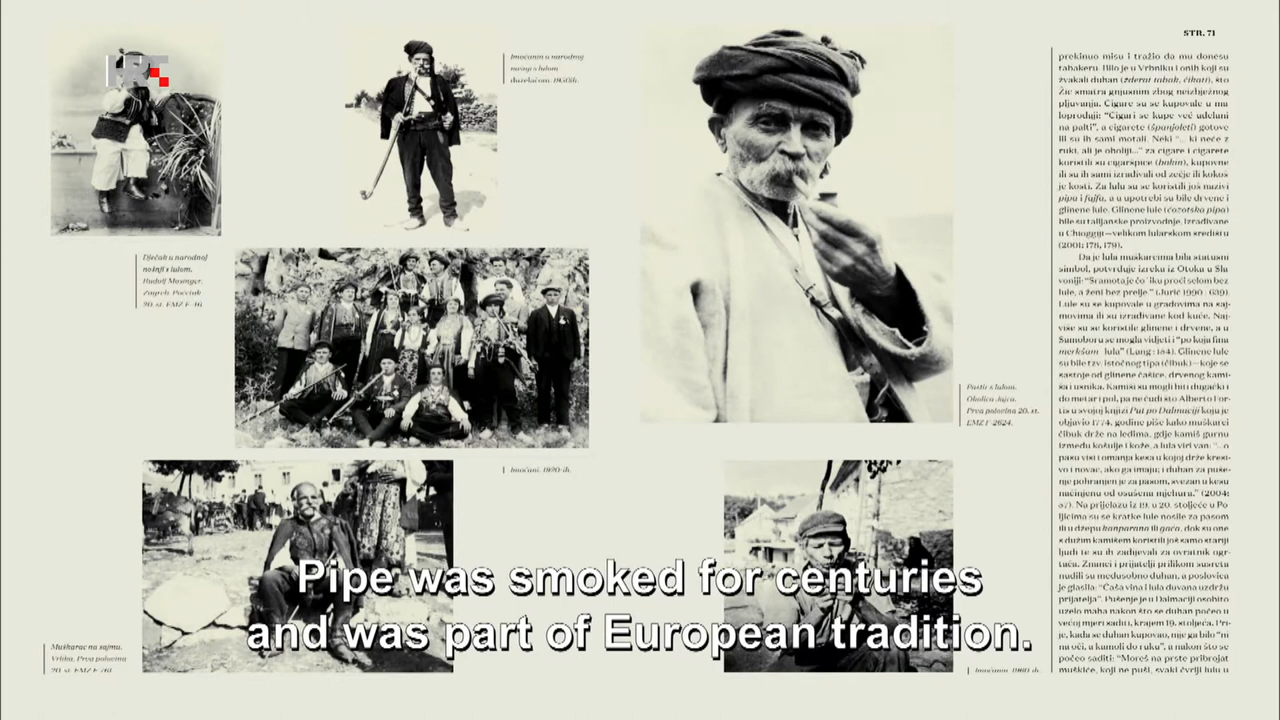 HRT
STR. 71
Imoćanin u narodnoj
nošnji s lulom
prekinuo misu i tražio da mu donesu
tabakeru. Bilo je u Vrbniku i onih koji su
žvakali duhan (žderat tabak, čikati), što
Žic smatra gnjusnim zbog neizbježnog
pljuvanja. Cigare su se kupovale u ma
loprodaji: "Cigari se kupe već udelani
na palti", a cigarete (španjoleti) gotove
ili su ih sami motali. Neki "... ki neće z
ruki, ali je oholiji..." za cigare i cigarete
koristili su cigaršpice (bokin), kupovne
ili su ih sami izrađivali od zečje ili kokoš
je kosti. Za lulu su se koristili još nazivi
pipa i fajfa, a u upotrebi su bile drvene i
glinene lule. Glinene lule (ćozotska pipa)
bile su talijanske proizvodnje, izrađivane
u Chioggiji—velikom lularskom središtu
(2001: 178, 179).
Dječak u narodnoj
nošnji s lulom.
Rudolf Mosinger.
Zagreb. Početak
20. st. EMZ F-
Da je lula muškarcima bila statusni
simbol, potvrđuje izreka iz Otoka u Sla
voniji: "Sramota je čo'iku proći selom bez
lule, a ženi bez prelje." (Jurić 1990: 639).
Lule su se kupovale u gradovima na saj-
movima ili su izrađivane kod kuće. Naj-
više su se koristile glinene i drvene, a u
Samoboru se mogla vidjeti i "po koja fina
merkšam lula" (Lang: 184). Glinene lule
su bile tzv. istočnog tipa (čibuk)—koje se
sastoje od glinene čašice, drvenog kami-
ša i usnika. Kamiši su mogli biti dugački i
do metar i pol, pa ne čudi što Alberto For-
tis u svojoj knjizi Put po Dalmaciji koju je
objavio 1774. godine piše kako muškarci
čibuk drže na leđima, gdje kamiš gurnu
između košulje i kože, a lula viri van: "...o
pasu visi i omanja kesa u kojoj drže kresi-
vo i novac, ako ga imaju; i duhan za puše-
nje pohranjen je za pasom, svezan u kesu
načinjenu od osušena mjehura." (2004:
Pastir s lulom.
Okolica Jajca.
Prva polovina 20. st.
EMZ F-2624.
Imoćani, 1920-ih.
Na prijelazu iz 19. u 20. stoljeće u Po
ljicima su se kratke lule nosile za pasom
ili u džepu kaparana ili gaća, dok su one
s dužim kamišem koristili još samo stariji
ljudi te su ih zadijevali za ovratnik ogr-
tača. Znanci i prijatelji prilikom susreta
nudili su međusobno duhan, a poslovica
je glasila: "Čaša vina i lula duvana uzdržu
prijatelja". Pušenje je u Dalmaciji osobito
uzelo maha nakon što se duhan počeo u
većoj mjeri saditi, krajem 19. stoljeća. Pri-
je, kada se duhan kupovao, nije ga bilo "ni
na oči, a kamoli do ruku", a nakon što se
počeo saditi: "Moreš na prste pribrojat
muškiće, koji ne puši, svaki čvrlji lulu u
Pipe was smoked for centuries
and was part of European tradition.
Muškarac na sajmu.
Vrlika. Prva polovina
20. st. EMZ F-